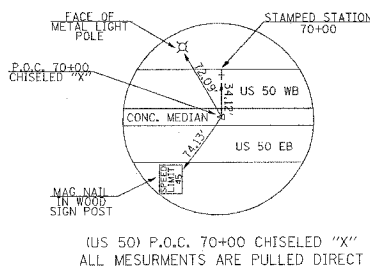 FACE OF
METAL LIGHT
POLE
STAMPED STATION
70+00
P.O.C. 70+00
CHISELED "X"
72.09'
34.12'
US 50 WB
CONC. MEDIAN
74.13'
US 50 EB
SPEED
LIMIT
45
MAG NAIL
IN WOOD
SIGN POST
(US 50) P.O.C. 70+00 CHISELED "X"
ALL MESURMENTS ARE PULLED DIRECT